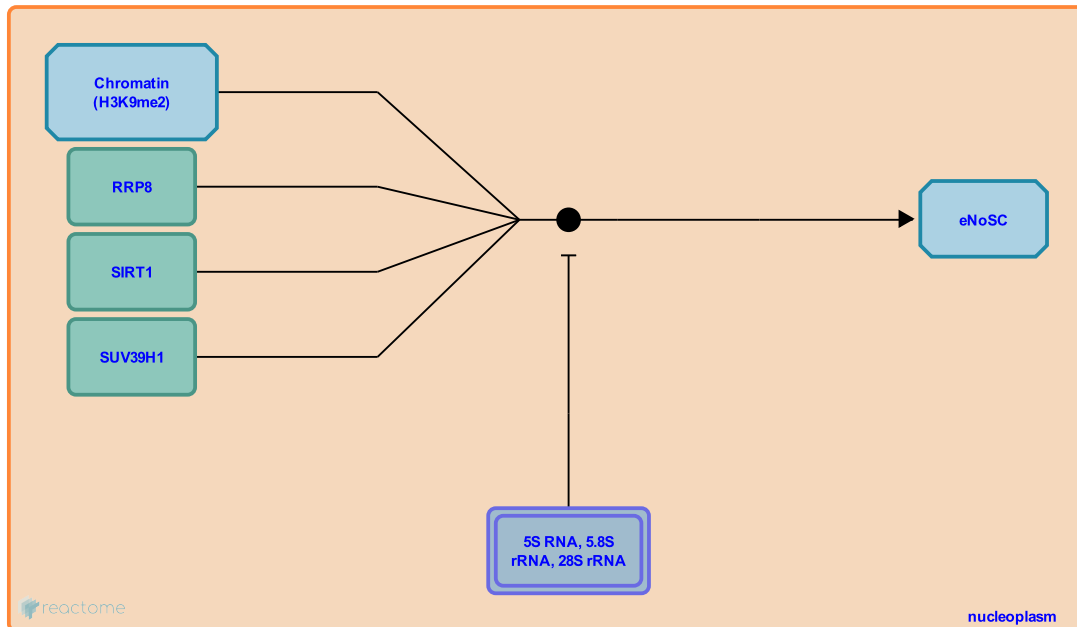 Chromatin
(H3K9me2)
RRP8
SIRT1
SUV39H1
eNoSC
5S RNA, 5.8S
rRNA, 28S rRNA
reactome
nucleoplasm